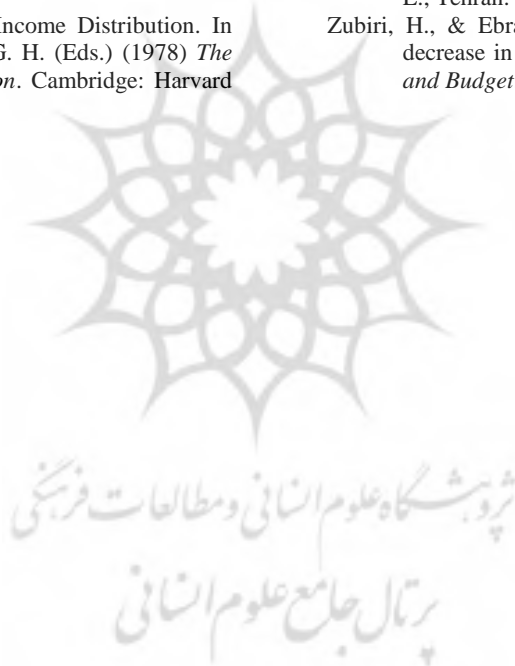 Income Distribution. In
G. H. (Eds.) (1978) The
on. Cambridge: Harvard
E., Tehran.
Zubiri, H., & Ebra
decrease in
and Budget
پژوهشگاه علوم انسانی و مطالعات فرهنگی
پرتال جامع علوم انسانی